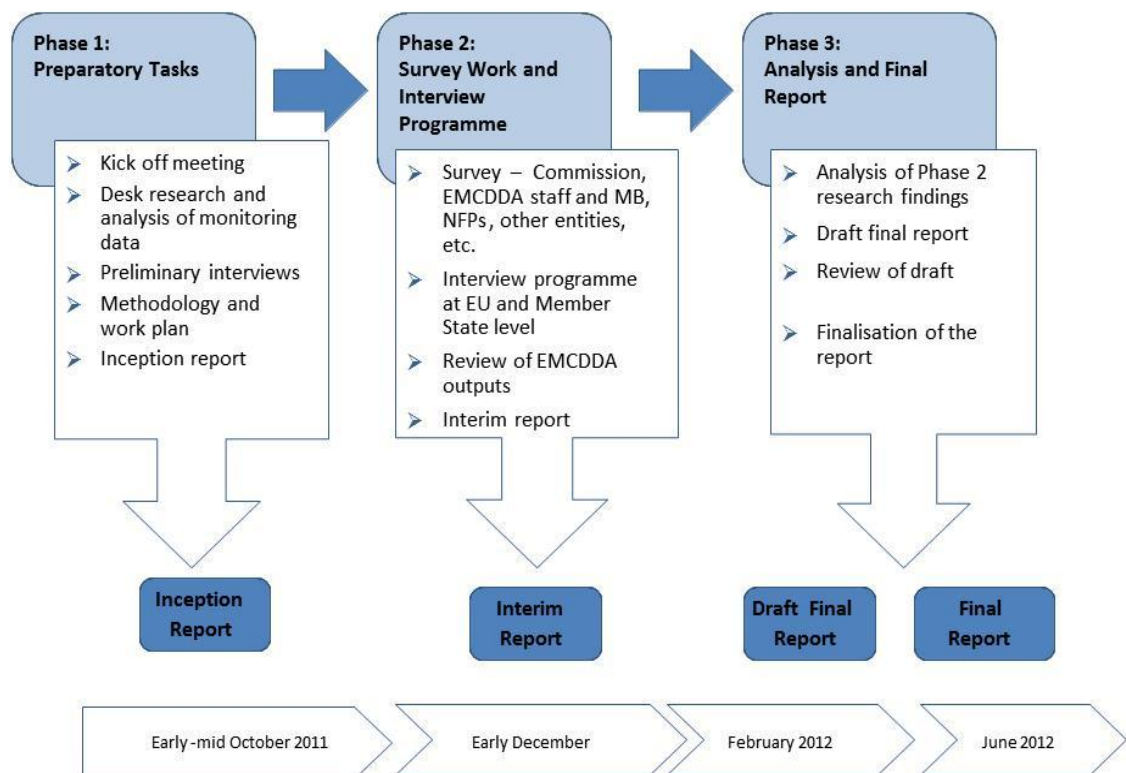 Phase 1:
Preparatory Tasks
Kick off meeting
Desk research and
analysis of monitoring
data
Preliminary interviews
Methodology and
work plan
Inception report
Phase 2:
Survey Work and
Interview
Programme
Survey – Commission,
EMCDDA staff and MB,
NFPs, other entities,
etc.
Interview programme
at EU and Member
State level
Review of EMCDDA
outputs
Interim report
Phase 3:
Analysis and Final
Report
Analysis of Phase 2
research findings
Draft final report
Review of draft
Finalisation of the
report
Inception
Report
Interim
Report
Draft Final
Report
Final
Report
Early -mid October 2011
Early December
February 2012
June 2012